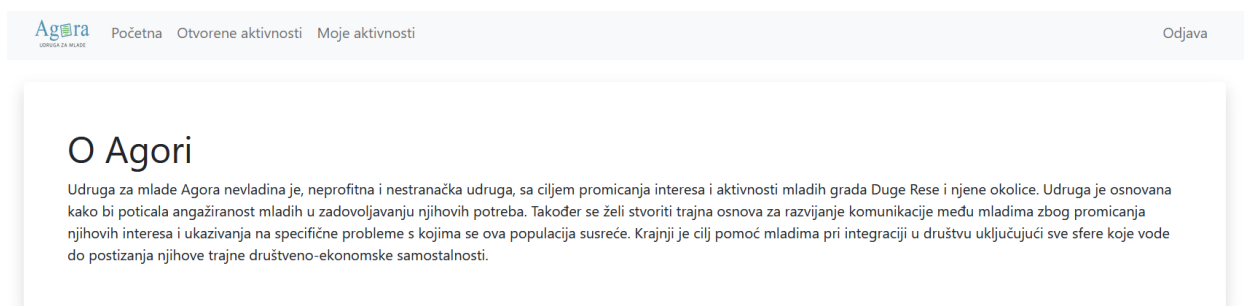 Agora
UDRUGA ZA MLADE
Početna Otvorene aktivnosti Moje aktivnosti Odjava
O Agori
Udruga za mlade Agora nevladina je, neprofitna i nestranačka udruga, sa ciljem promicanja interesa i aktivnosti mladih grada Duge Rese i njene okolice. Udruga je osnovana
kako bi poticala angažiranost mladih u zadovoljavanju njihovih potreba. Također se želi stvoriti trajna osnova za razvijanje komunikacije među mladima zbog promicanja
njihovih interesa i ukazivanja na specifične probleme s kojima se ova populacija susreće. Krajnji je cilj pomoć mladima pri integraciji u društvu uključujući sve sfere koje vode
do postizanja njihove trajne društveno-ekonomske samostalnosti.